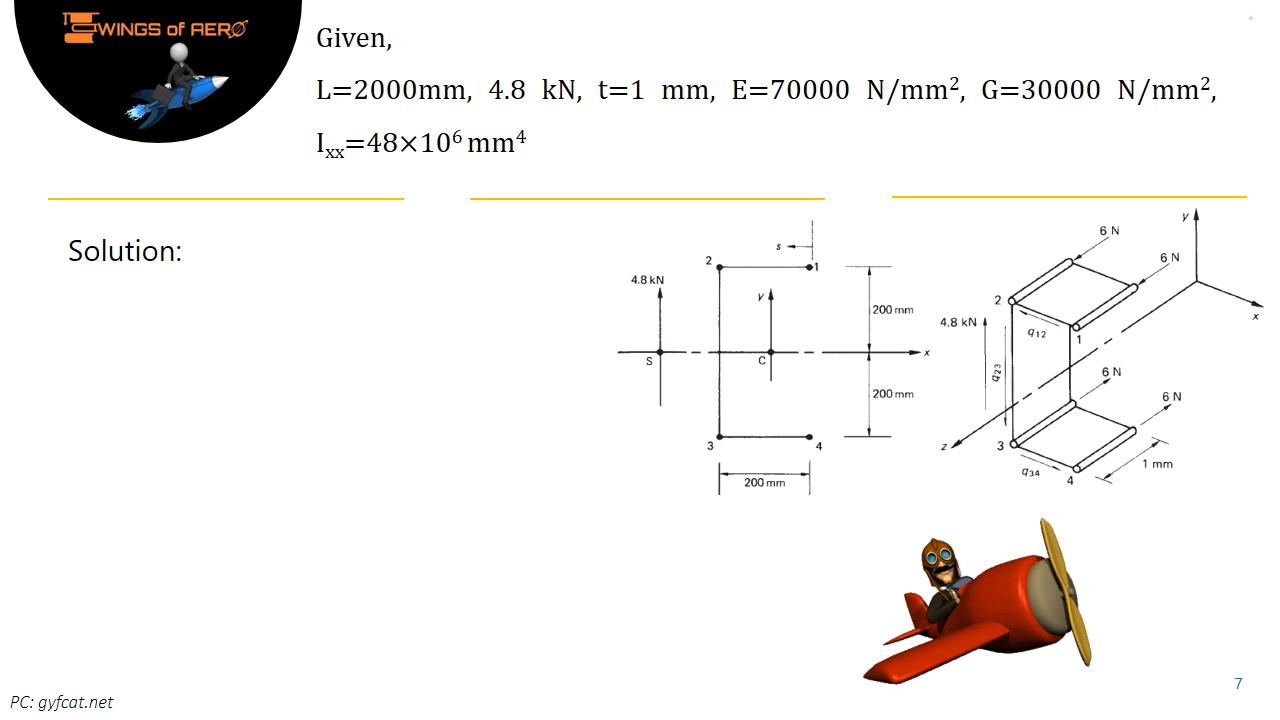 WINGS of AERO
Given,
L=2000mm, 4.8 kN, t=1 mm, E=70000 N/mm², G=30000 N/mm²,
Iₓₓ=48×10⁶ mm⁴
Solution:
s
2
1
4.8 kN
y
200 mm
S
C
x
200 mm
3
4
200 mm
y
6 N
6 N
x
2
4.8 kN
q₁₂
1
q₂₃
6 N
6 N
z
3
q₃₄
4
1 mm
PC: gyfcat.net
7